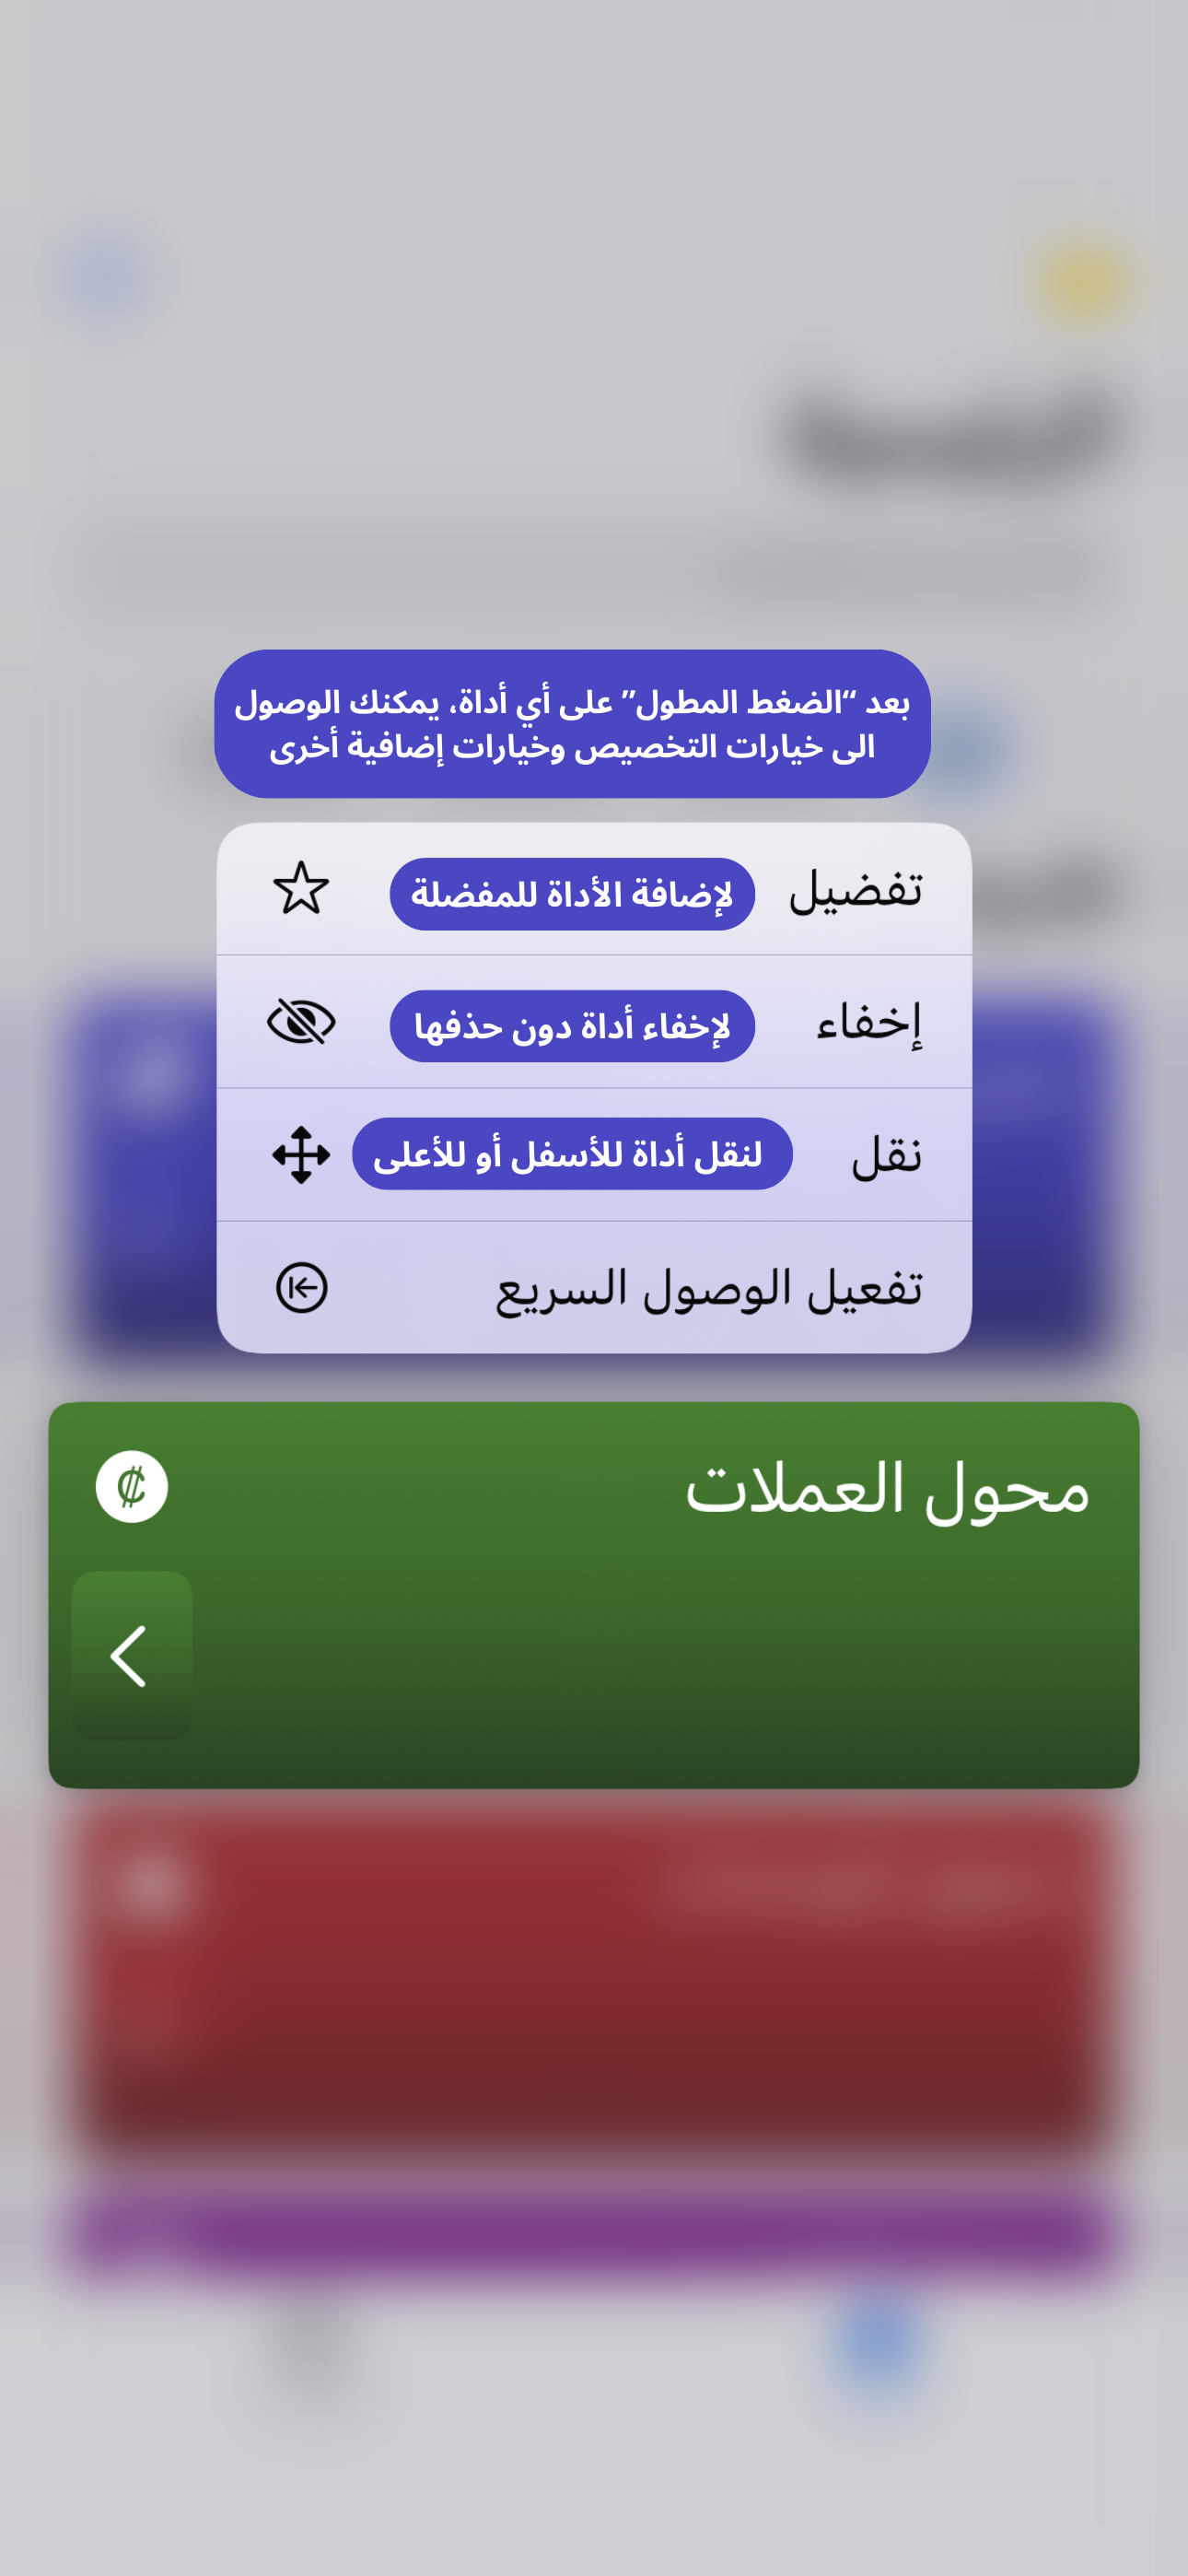 بعد “الضغط المطول” على أي أداة، يمكنك الوصول
الى خيارات التخصيص وخيارات إضافية أخرى
تفضيل لإضافة الأداة للمفضلة
إخفاء لإخفاء أداة دون حذفها
نقل لنقل أداة للأسفل أو للأعلى
تفعيل الوصول السريع
محول العملات